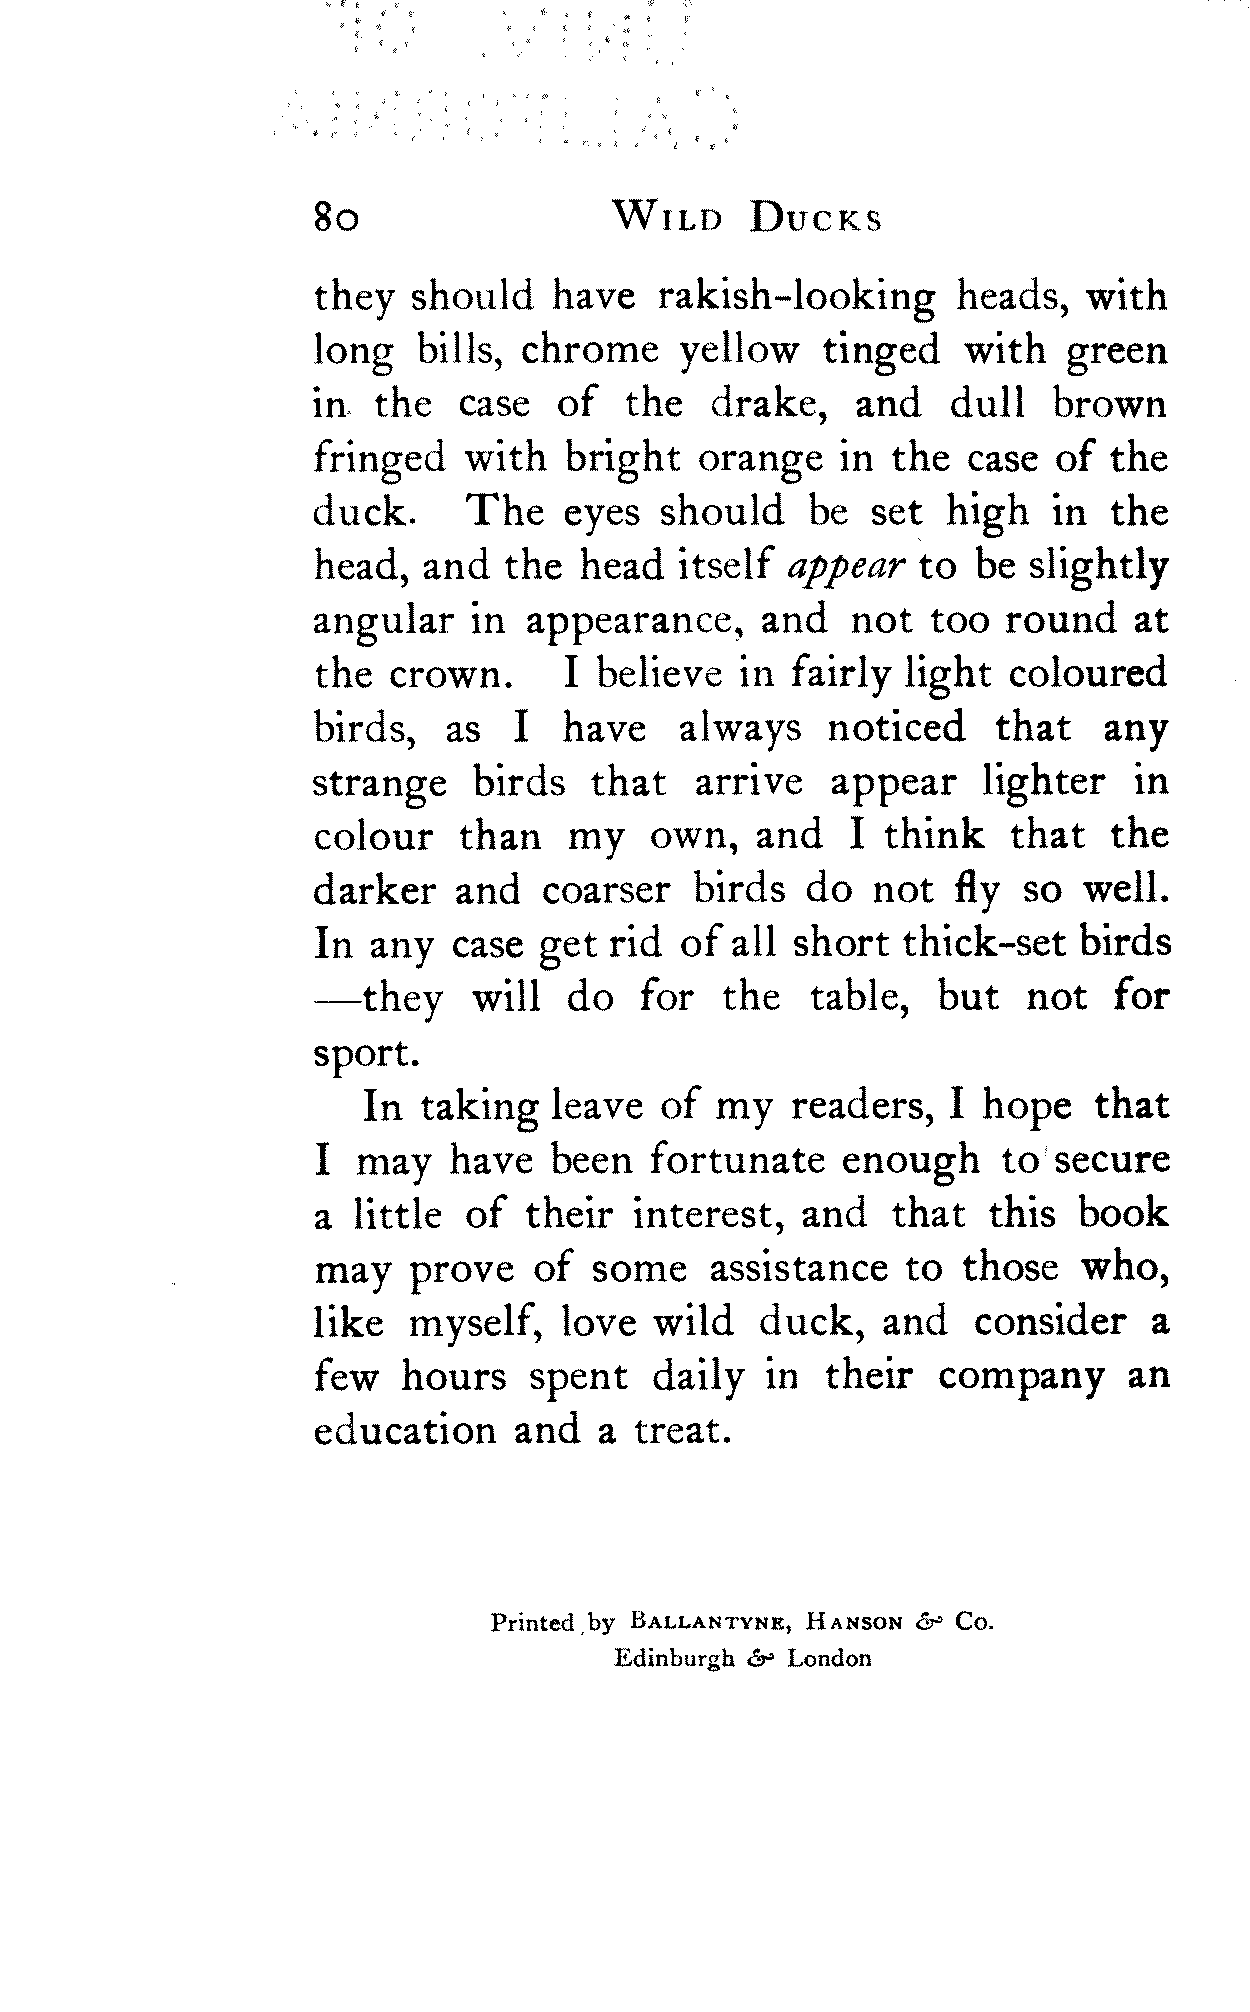 80 WILD DUCKS
they should have rakish-looking heads, with
long bills, chrome yellow tinged with green
in the case of the drake, and dull brown
fringed with bright orange in the case of the
duck. The eyes should be set high in the
head, and the head itself appear to be slightly
angular in appearance, and not too round at
the crown. I believe in fairly light coloured
birds, as I have always noticed that any
strange birds that arrive appear lighter in
colour than my own, and I think that the
darker and coarser birds do not fly so well.
In any case get rid of all short thick-set birds
—they will do for the table, but not for
sport.
In taking leave of my readers, I hope that
I may have been fortunate enough to secure
a little of their interest, and that this book
may prove of some assistance to those who,
like myself, love wild duck, and consider a
few hours spent daily in their company an
education and a treat.
Printed by BALLANTYNE, HANSON & Co.
Edinburgh & London